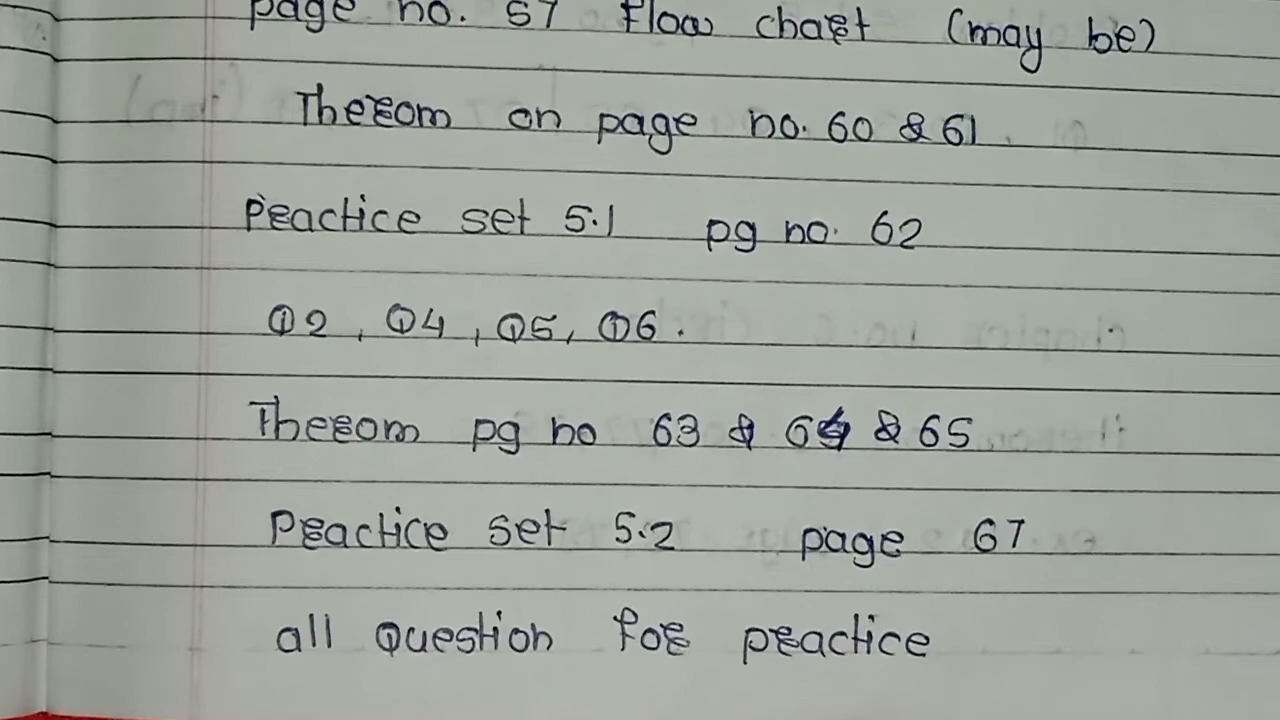 page no. 57 Flow chart (may be)
Therom on page no. 60 & 61.
Practice set 5.1 pg no. 62
Q2, Q4, Q5, Q6.
Therom pg no 63 & 64 & 65
Practice set 5.2 page 67
all question for practice